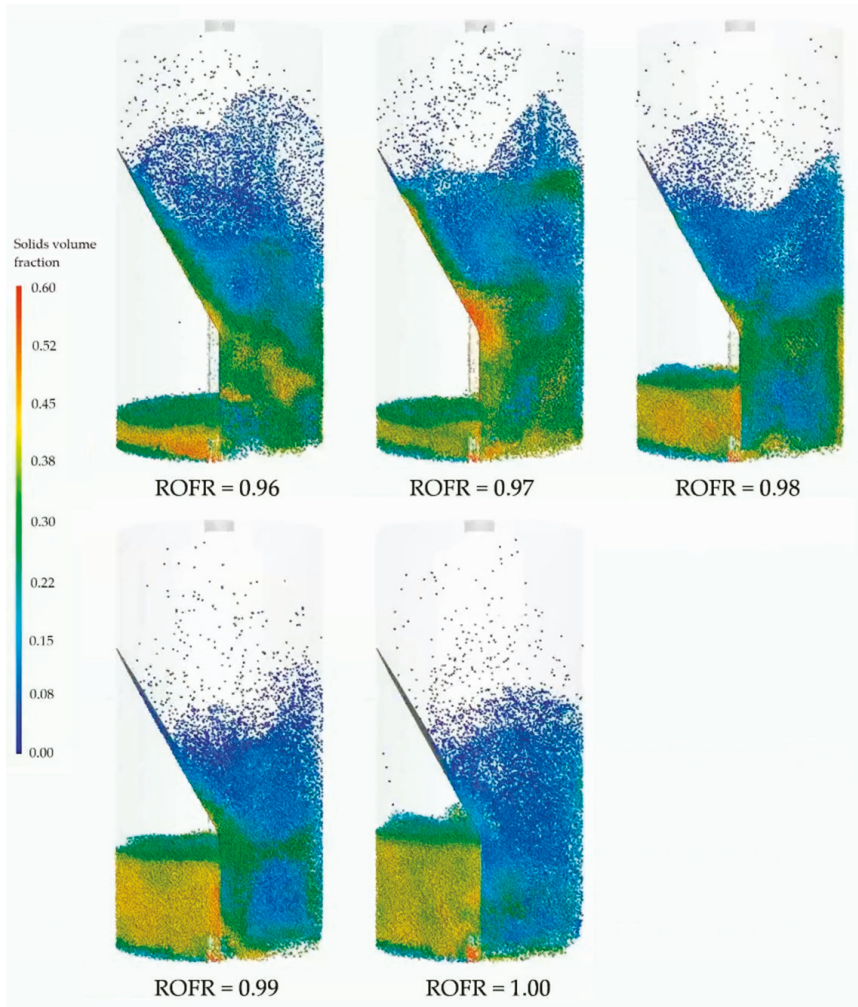 ROFR = 0.96
ROFR = 0.97
ROFR = 0.98
Solids volume
fraction
0.60
0.52
0.45
0.38
0.30
0.22
0.15
0.08
0.00
ROFR = 0.99
ROFR = 1.00